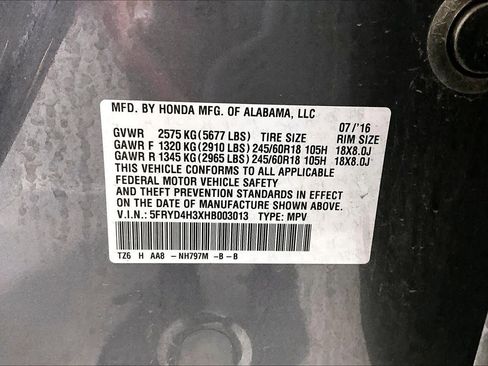 MFD. BY HONDA MFG. OF ALABAMA, LLC
07/'16
GVWR 2575 KG (5677 LBS) TIRE SIZE RIM SIZE
GAWR F 1320 KG (2910 LBS) 245/60R18 105H 18X8.0J
GAWR R 1345 KG (2965 LBS) 245/60R18 105H 18X8.0J
THIS VEHICLE CONFORMS TO ALL APPLICABLE
FEDERAL MOTOR VEHICLE SAFETY
AND THEFT PREVENTION STANDARDS IN EFFECT
ON THE DATE OF MANUFACTURE SHOWN ABOVE.
V.I.N.: 5FRYD4H3XHB003013 TYPE: MPV
TZ6 H AA8 -NH797M -B -B